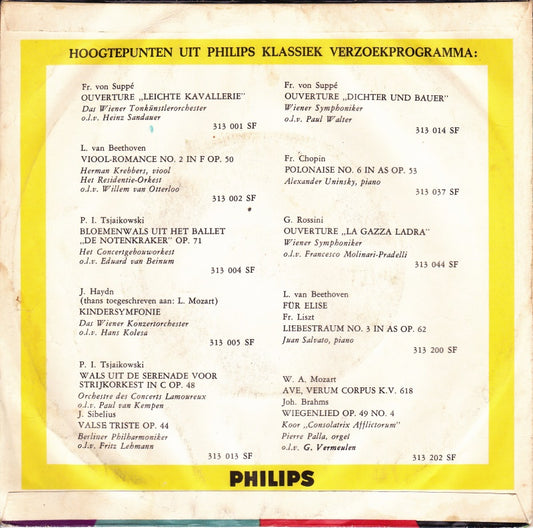 HOOGTEPUNTEN UIT PHILIPS KLASSIEK VERZOEKPROGRAMMA:
Fr. von Suppé
OUVERTURE „LEICHTE KAVALLERIE”
Das Wiener Tonkünstlerorchester
o.l.v. Heinz Sandauer
313 001 SF
L. van Beethoven
VIOOL-ROMANCE NO. 2 IN F OP. 50
Herman Krebbers, viool
Het Residentie-Orkest
o.l.v. Willem van Otterloo
313 002 SF
P. I. Tsjaikowski
BLOEMENWALS UIT HET BALLET
„DE NOTENKRAKER” OP. 71
Het Concertgebouworkest
o.l.v. Eduard van Beinum
313 004 SF
J. Haydn
(thans toegeschreven aan: L. Mozart)
KINDERSYMFONIE
Das Wiener Konzertorchester
o.l.v. Hans Kolesa
313 005 SF
P. I. Tsjaikowski
WALS UIT DE SERENADE VOOR
STRIJKORKEST IN C OP. 48
Orchestre des Concerts Lamoureux
o.l.v. Paul van Kempen
J. Sibelius
VALSE TRISTE OP. 44
Berliner Philharmoniker
o.l.v. Fritz Lehmann
313 013 SF
Fr. von Suppé
OUVERTURE „DICHTER UND BAUER”
Wiener Symphoniker
o.l.v. Paul Walter
313 014 SF
Fr. Chopin
POLONAISE NO. 6 IN AS OP. 53
Alexander Uninsky, piano
313 037 SF
G. Rossini
OUVERTURE „LA GAZZA LADRA”
Wiener Symphoniker
o.l.v. Francesco Molinari-Pradelli
313 044 SF
L. van Beethoven
FÜR ELISE
Fr. Liszt
LIEBESTRAUM NO. 3 IN AS OP. 62
Juan Salvato, piano
313 200 SF
W. A. Mozart
AVE, VERUM CORPUS K.V. 618
Joh. Brahms
WIEGENLIED OP. 49 NO. 4
Koor „Consolatrix Afflictorum”
Pierre Palla, orgel
o.l.v. G. Vermeulen
313 202 SF
PHILIPS